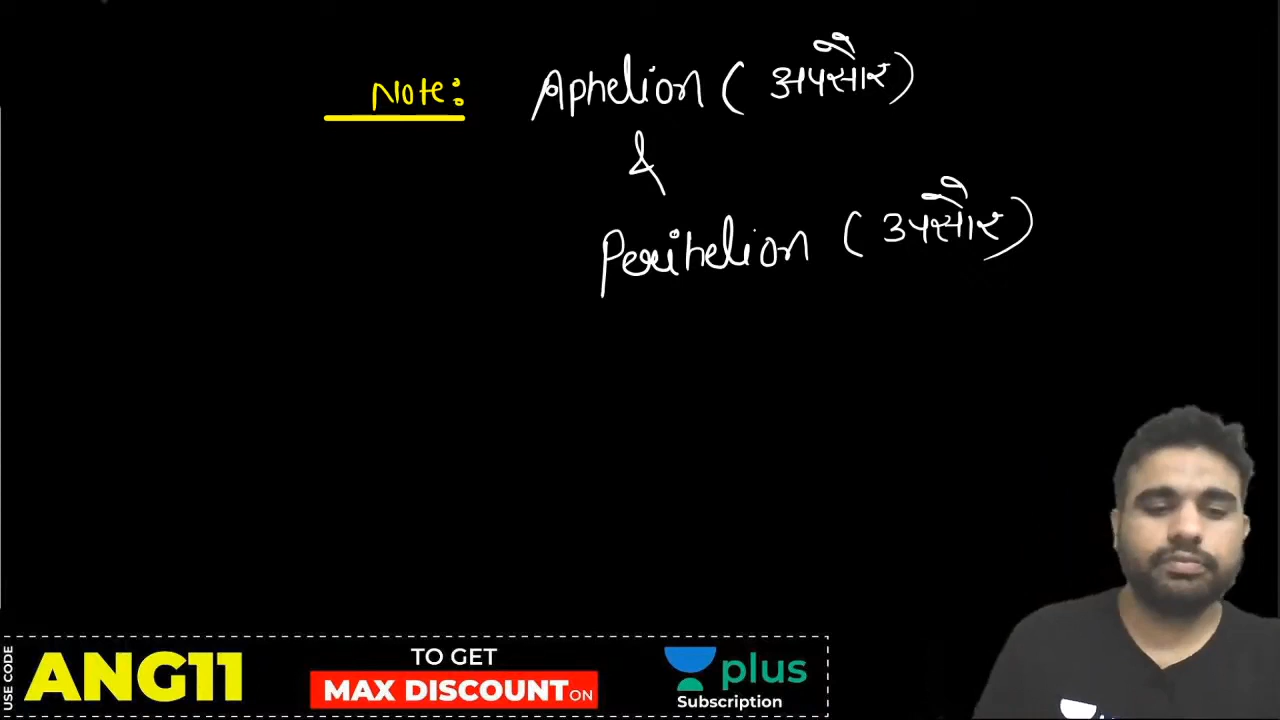 Note: Aphelion (अपसौर)
&
Perihelion (उपसौर)
USE CODE
ANG11
TO GET
MAX DISCOUNT ON
plus
Subscription